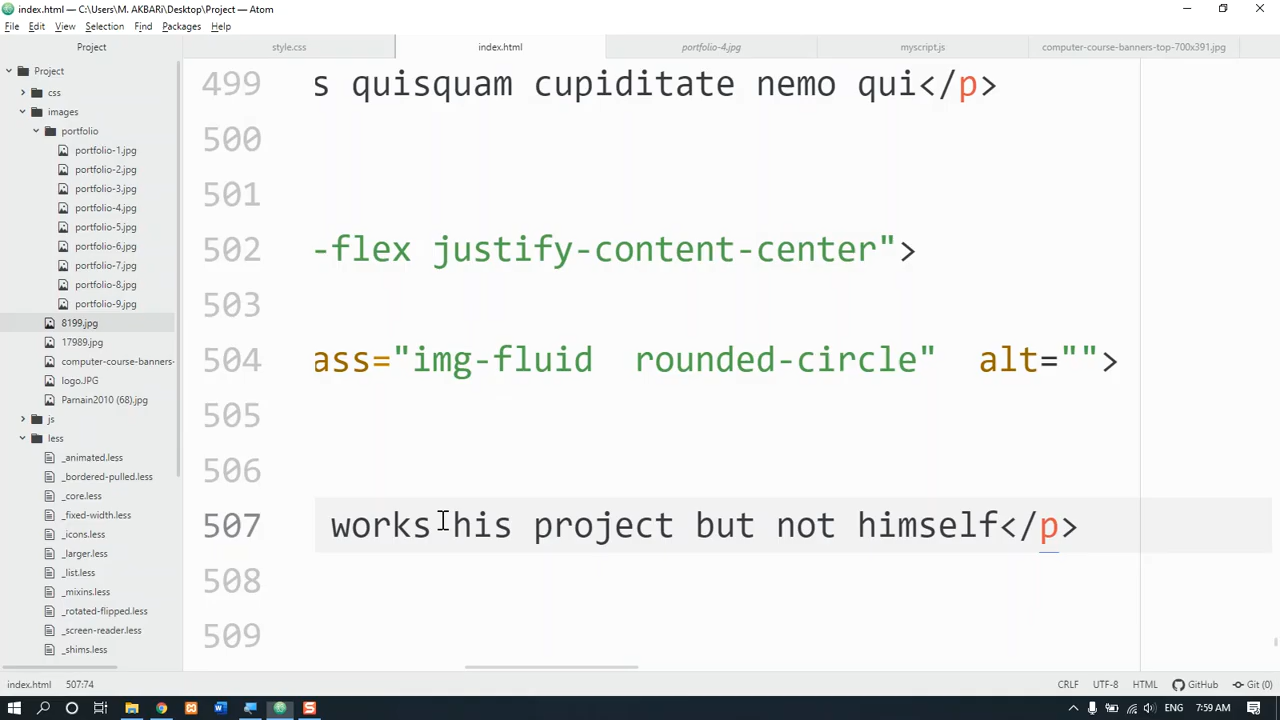 index.html — C:\Users\M. AKBARi\Desktop\Project — Atom
File Edit View Selection Find Packages Help
Project
style.css
index.html
portfolio-4.jpg
myscript.js
computer-course-banners-top-700x391.jpg
Project
css
images
portfolio
portfolio-1.jpg
portfolio-2.jpg
portfolio-3.jpg
portfolio-4.jpg
portfolio-5.jpg
portfolio-6.jpg
portfolio-7.jpg
portfolio-8.jpg
portfolio-9.jpg
8199.jpg
17989.jpg
computer-course-banners-
logo.JPG
Parnain2010 (68).jpg
js
less
_animated.less
_bordered-pulled.less
_core.less
_fixed-width.less
_icons.less
_larger.less
_list.less
_mixins.less
_rotated-flipped.less
_screen-reader.less
_shims.less
499 s quisquam cupiditate nemo qui</p>
500
501
502 -flex justify-content-center">
503
504 ass="img-fluid  rounded-circle"  alt="">
505
506
507 works his project but not himself</p>
508
509
index.html 507:74
CRLF UTF-8 HTML GitHub Git (0)
ENG 7:59 AM